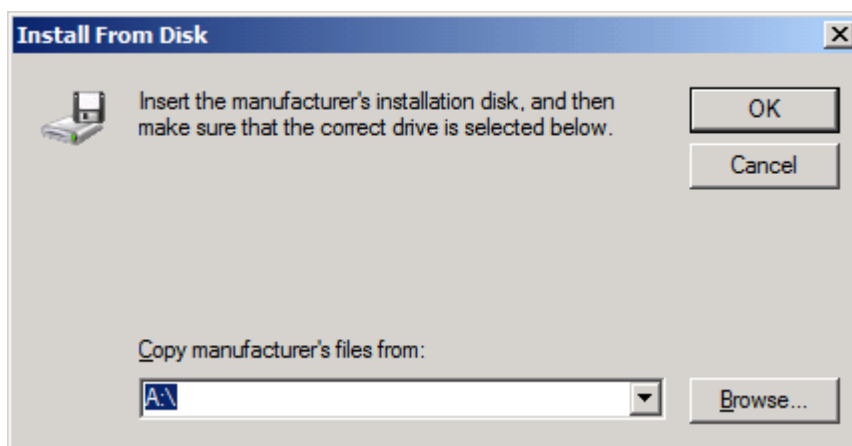 Install From Disk
Insert the manufacturer's installation disk, and then
make sure that the correct drive is selected below.
OK
Cancel
Copy manufacturer's files from:
A:\
Browse...